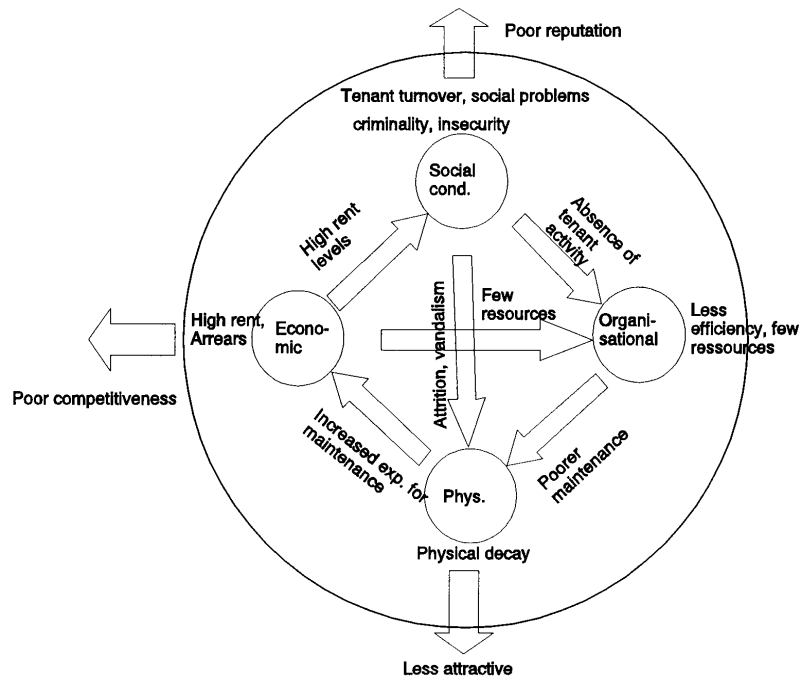 Poor reputation
Tenant turnover, social problems
criminality, insecurity
Social
cond.
High rent
levels
Absence of
tenant
activity
Attrition, vandalism
Few
resources
High rent,
Arrears
Econo-
mic
Organi-
sational
Less
efficiency, few
ressources
Poor competitiveness
Increased exp. for
maintenance
Poorer
maintenance
Phys.
Physical decay
Less attractive